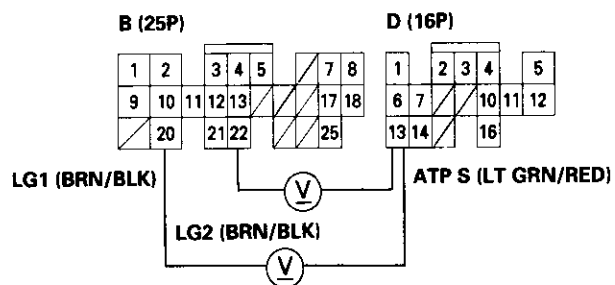 B (25P) D (16P)
1 2 3 4 5 7 8 1 2 3 4 5
9 10 11 12 13 17 18 6 7 10 11 12
20 21 22 25 13 14 16
LG1 (BRN/BLK) ATP S (LT GRN/RED)
V
LG2 (BRN/BLK)
V